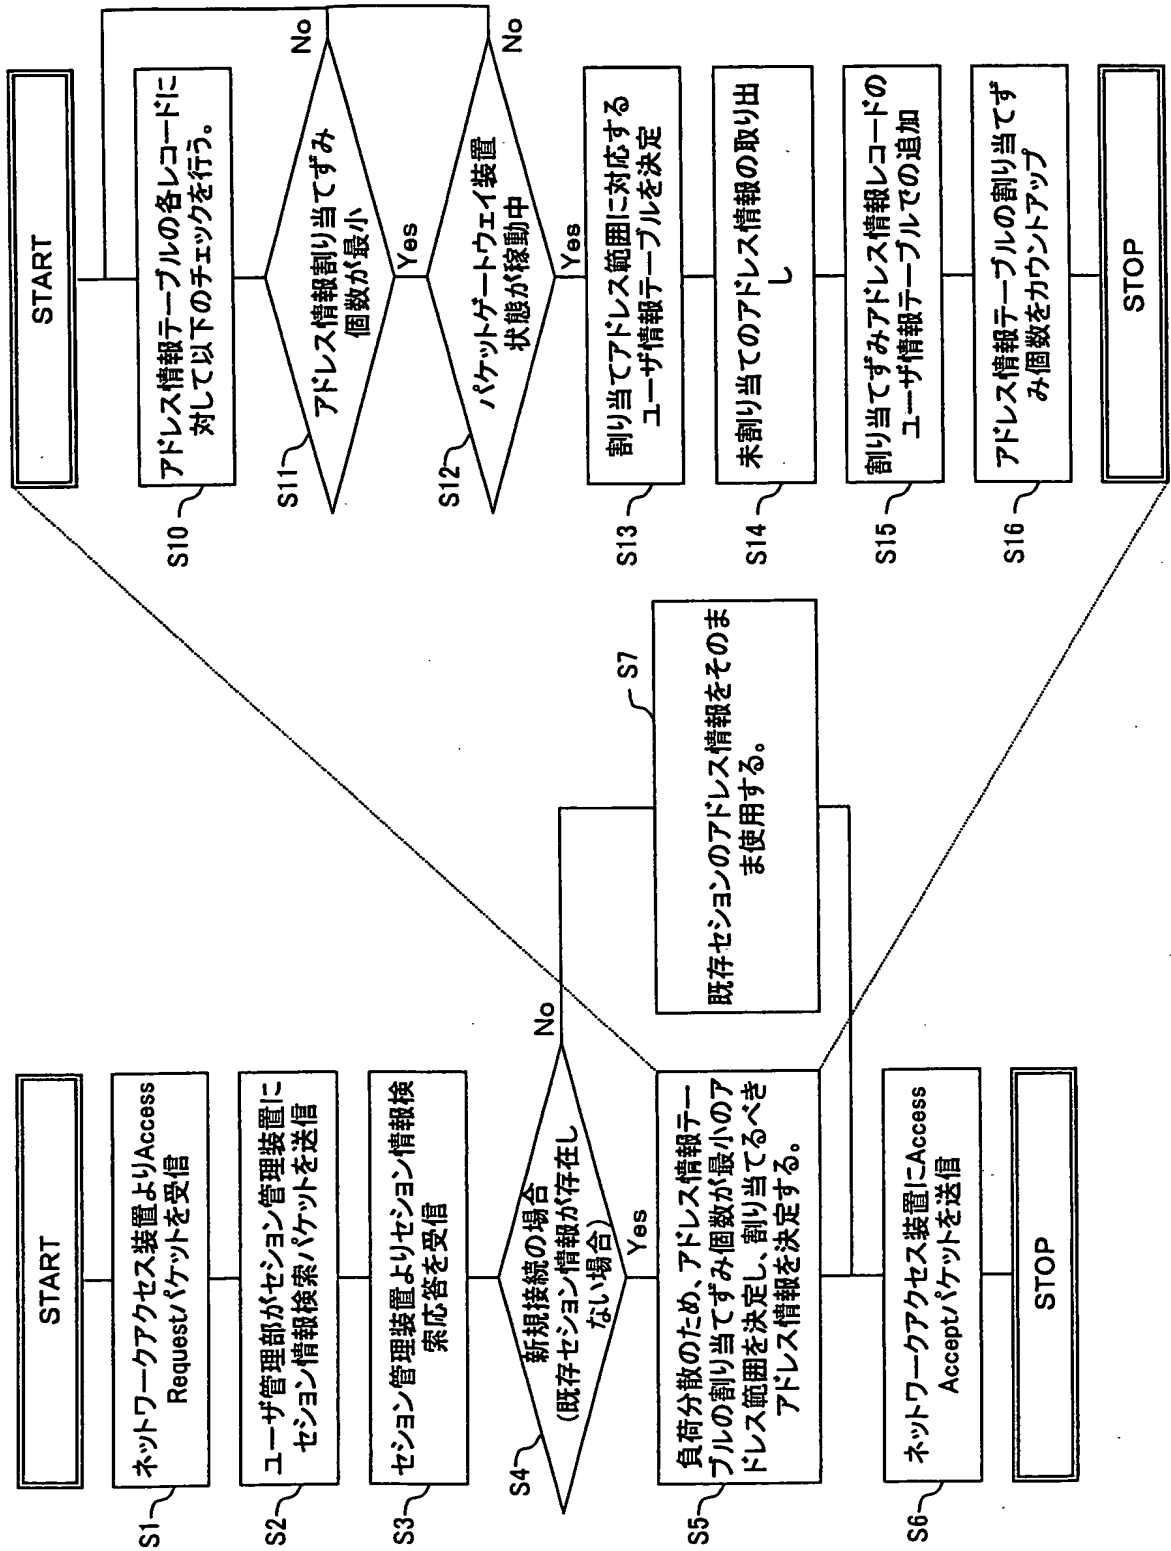 START
S1
ネットワークアクセス装置よりAccess
Requestパケットを受信
S2
ユーザ管理部がセション管理装置に
セション情報検索パケットを送信
S3
セション管理装置よりセション情報検
索応答を受信
S4
新規接続の場合
(既存セション情報が存在し
ない場合)
No
Yes
S5
負荷分散のため、アドレス情報テー
ブルの割り当てずみ個数が最小のア
ドレス範囲を決定し、割り当てるべき
アドレス情報を決定する。
S7
既存セションのアドレス情報をそのま
ま使用する。
S6
ネットワークアクセス装置にAccess
Acceptパケットを送信
STOP
START
S10
アドレス情報テーブルの各レコードに
対して以下のチェックを行う。
S11
アドレス情報割り当てずみ
個数が最小
No
Yes
S12
パケットゲートウェイ装置
状態が稼動中
No
Yes
S13
割り当てアドレス範囲に対応する
ユーザ情報テーブルを決定
S14
未割り当てのアドレス情報の取り出
し
S15
割り当てずみアドレス情報レコードの
ユーザ情報テーブルでの追加
S16
アドレス情報テーブルの割り当てず
み個数をカウントアップ
STOP